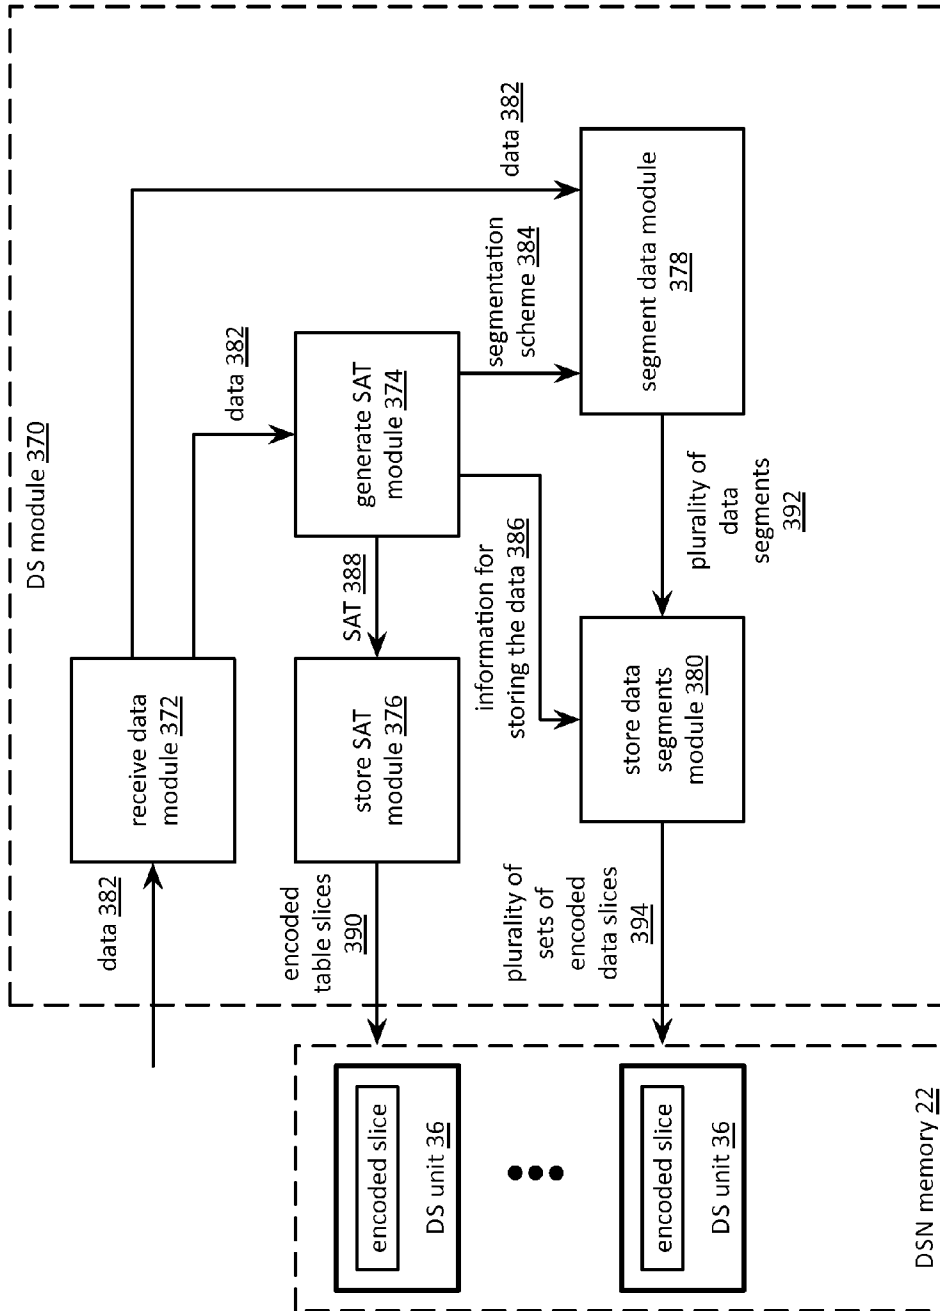 DS module 370
data 382
receive data
module 372
data 382
data 382
encoded
table slices
390
store SAT
module 376
SAT 388
generate SAT
module 374
plurality of
sets of
encoded
data slices
394
store data
segments
module 380
information for
storing the data 386
segmentation
scheme 384
plurality of
data
segments
392
segment data module
378
encoded slice
DS unit 36
encoded slice
DS unit 36
DSN memory 22